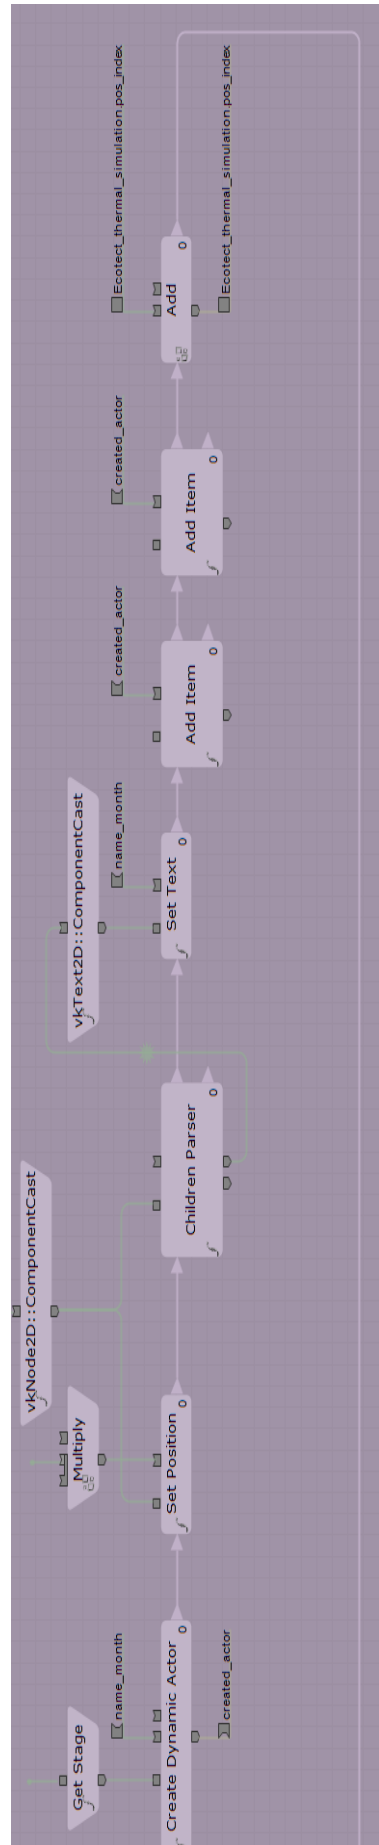 Get Stage
name_month
Create Dynamic Actor
created_actor
Multiply
vkNode2D::ComponentCast
Set Position
Children Parser
vkText2D::ComponentCast
name_month
Set Text
created_actor
Add Item
created_actor
Add Item
Ecotect_thermal_simulation.pos_index
Add
Ecotect_thermal_simulation.pos_index